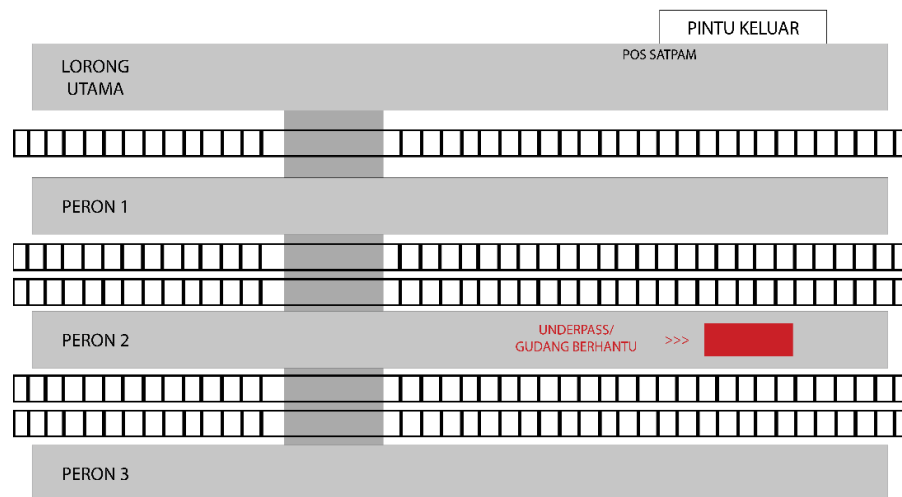 PINTU KELUAR
POS SATPAM
LORONG
UTAMA
PERON 1
PERON 2
UNDERPASS/
GUDANG BERHANTU
>>>
PERON 3